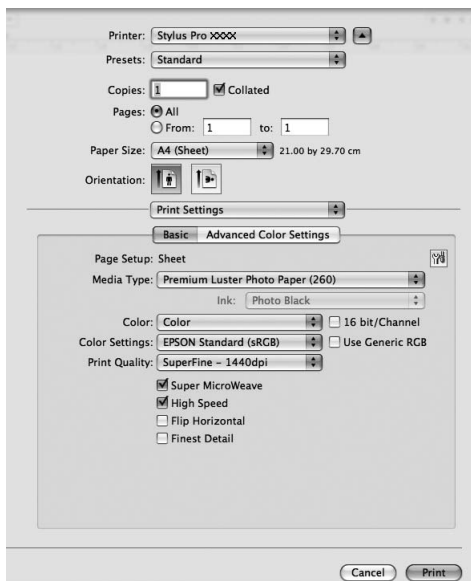 Printer: Stylus Pro XXXX
Presets: Standard
Copies: 1 Collated
Pages: All
From: 1 to: 1
Paper Size: A4 (Sheet) 21.00 by 29.70 cm
Orientation:
Print Settings
Basic Advanced Color Settings
Page Setup: Sheet
Media Type: Premium Luster Photo Paper (260)
Ink: Photo Black
Color: Color 16 bit/Channel
Color Settings: EPSON Standard (sRGB) Use Generic RGB
Print Quality: SuperFine – 1440dpi
Super MicroWeave
High Speed
Flip Horizontal
Finest Detail
Cancel Print